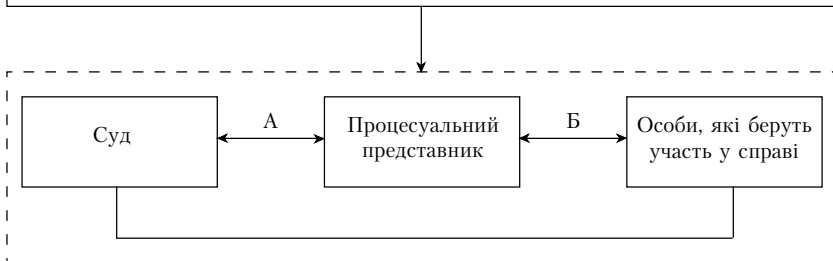 Суд
А
Процесуальний
представник
Б
Особи, які беруть
участь у справі